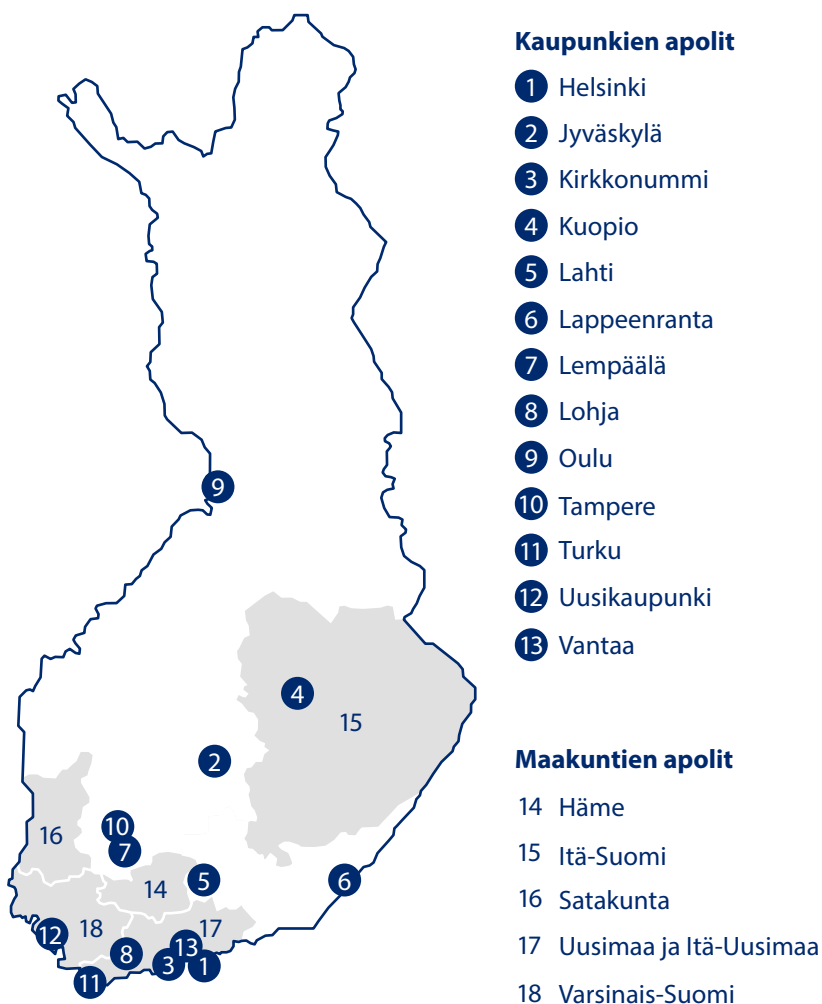 Kaupunkien apolit
1 Helsinki
2 Jyväskylä
3 Kirkkonummi
4 Kuopio
5 Lahti
6 Lappeenranta
7 Lempäälä
8 Lohja
9 Oulu
10 Tampere
11 Turku
12 Uusikaupunki
13 Vantaa
Maakuntien apolit
14 Häme
15 Itä-Suomi
16 Satakunta
17 Uusimaa ja Itä-Uusimaa
18 Varsinais-Suomi
9
4
15
2
10
16
7
5
6
14
17
18
12
13
8
3
1
11